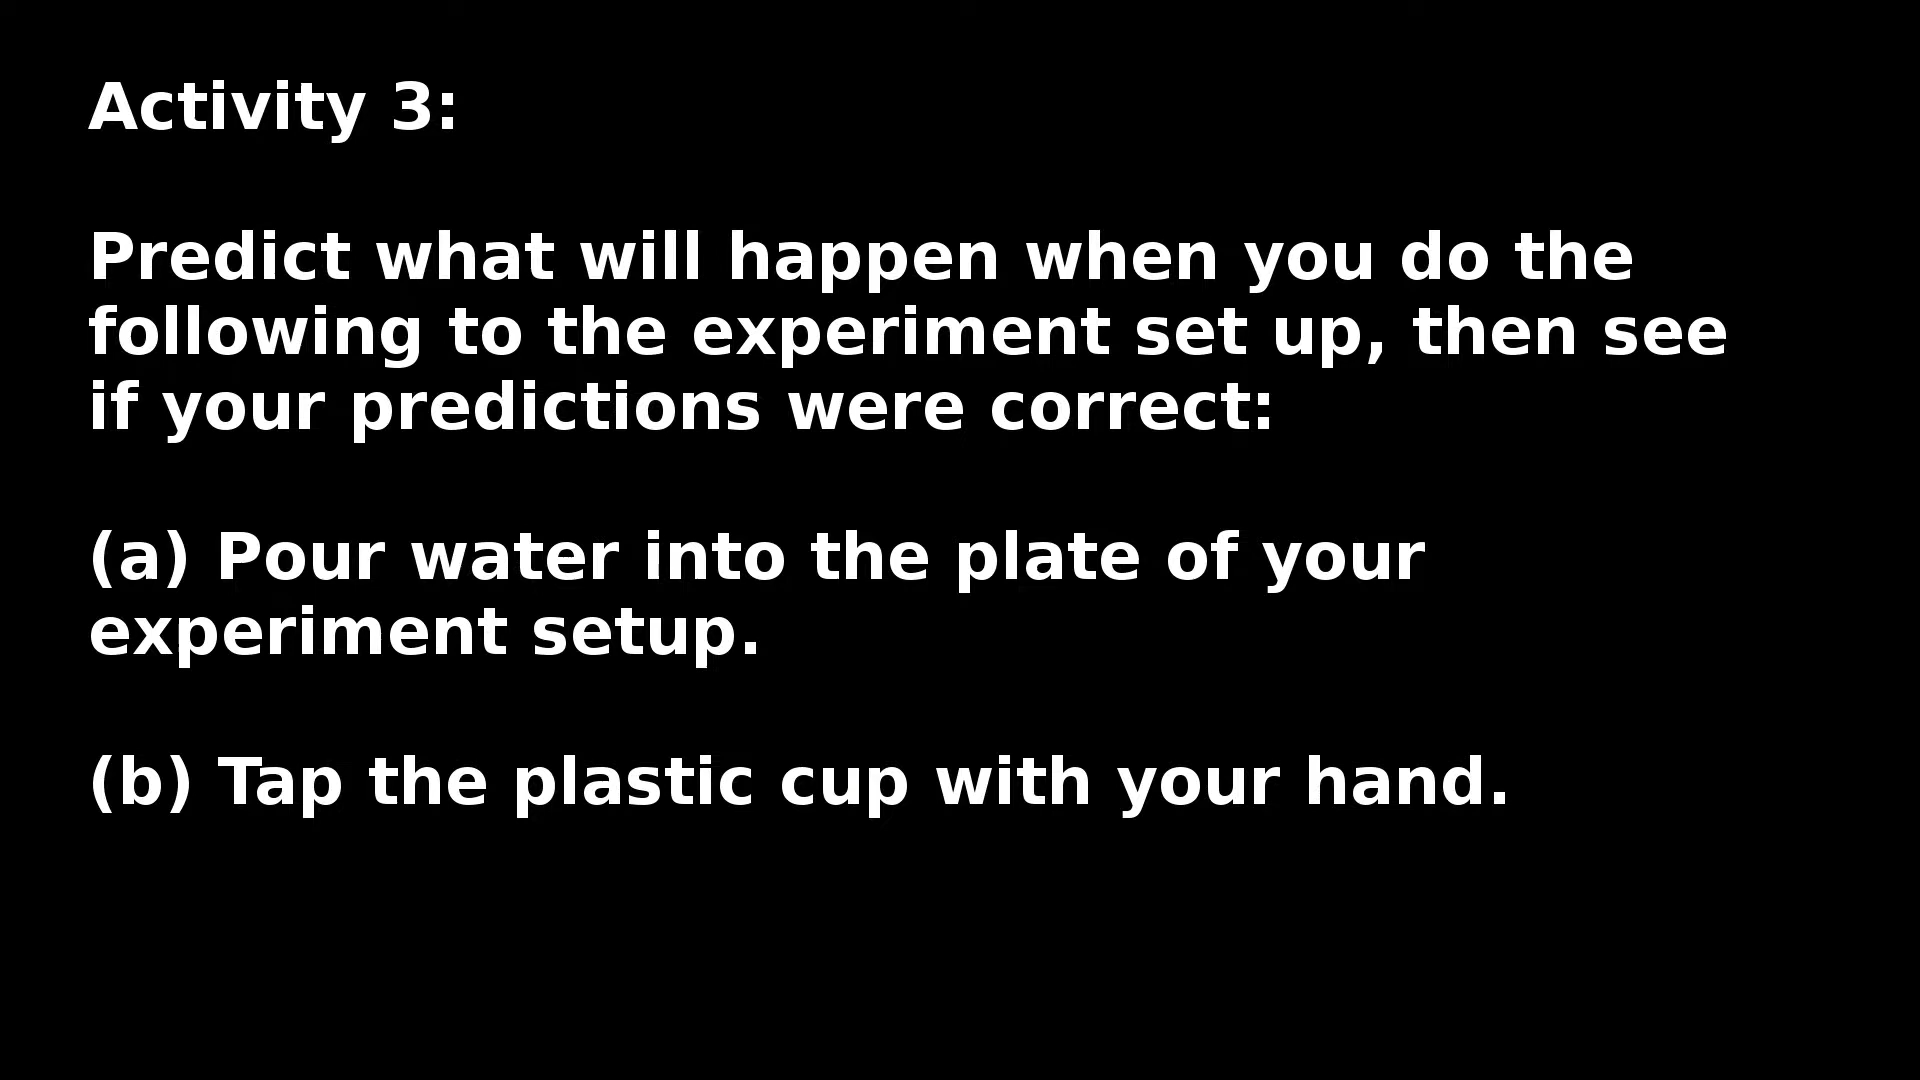 Activity 3:
Predict what will happen when you do the
following to the experiment set up, then see
if your predictions were correct:
(a) Pour water into the plate of your
experiment setup.
(b) Tap the plastic cup with your hand.